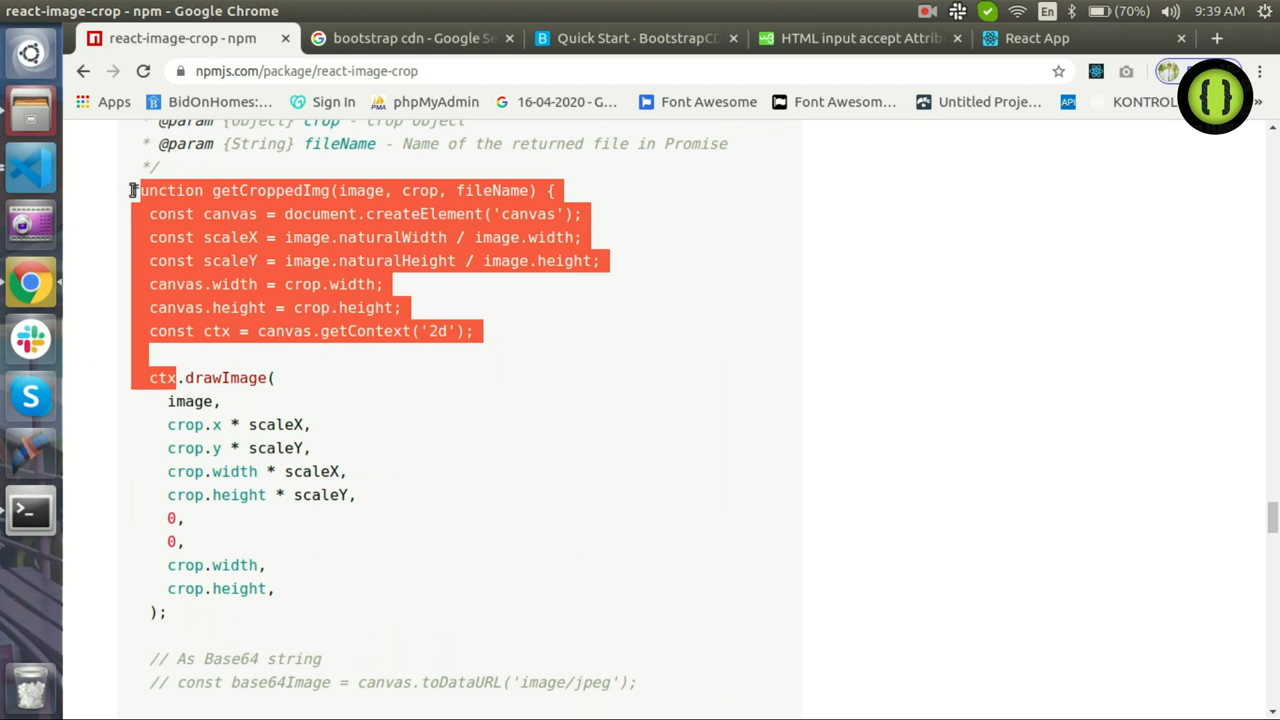 react-image-crop - npm - Google Chrome
En
(70%)
9:39 AM
react-image-crop - npm
bootstrap cdn - Google Se
Quick Start · BootstrapCD
HTML input accept Attrib
React App
npmjs.com/package/react-image-crop
Apps
BidOnHomes:...
Sign In
phpMyAdmin
16-04-2020 - G...
Font Awesome
Font Awesom...
Untitled Proje...
API
KONTROL
* @param {Object} crop - crop Object
* @param {String} fileName - Name of the returned file in Promise
*/
function getCroppedImg(image, crop, fileName) {
const canvas = document.createElement('canvas');
const scaleX = image.naturalWidth / image.width;
const scaleY = image.naturalHeight / image.height;
canvas.width = crop.width;
canvas.height = crop.height;
const ctx = canvas.getContext('2d');
ctx.drawImage(
image,
crop.x * scaleX,
crop.y * scaleY,
crop.width * scaleX,
crop.height * scaleY,
0,
0,
crop.width,
crop.height,
);
// As Base64 string
// const base64Image = canvas.toDataURL('image/jpeg');